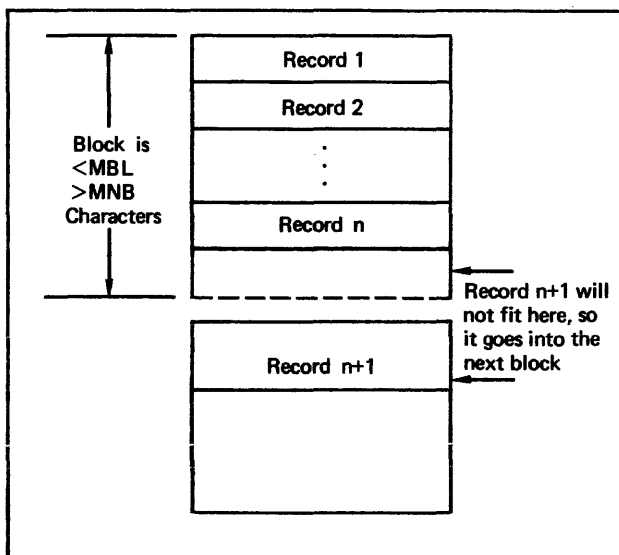 Record 1
Record 2
.
.
.
Record n
Block is
<MBL
>MNB
Characters
Record n+1 will
not fit here, so
it goes into the
next block
Record n+1